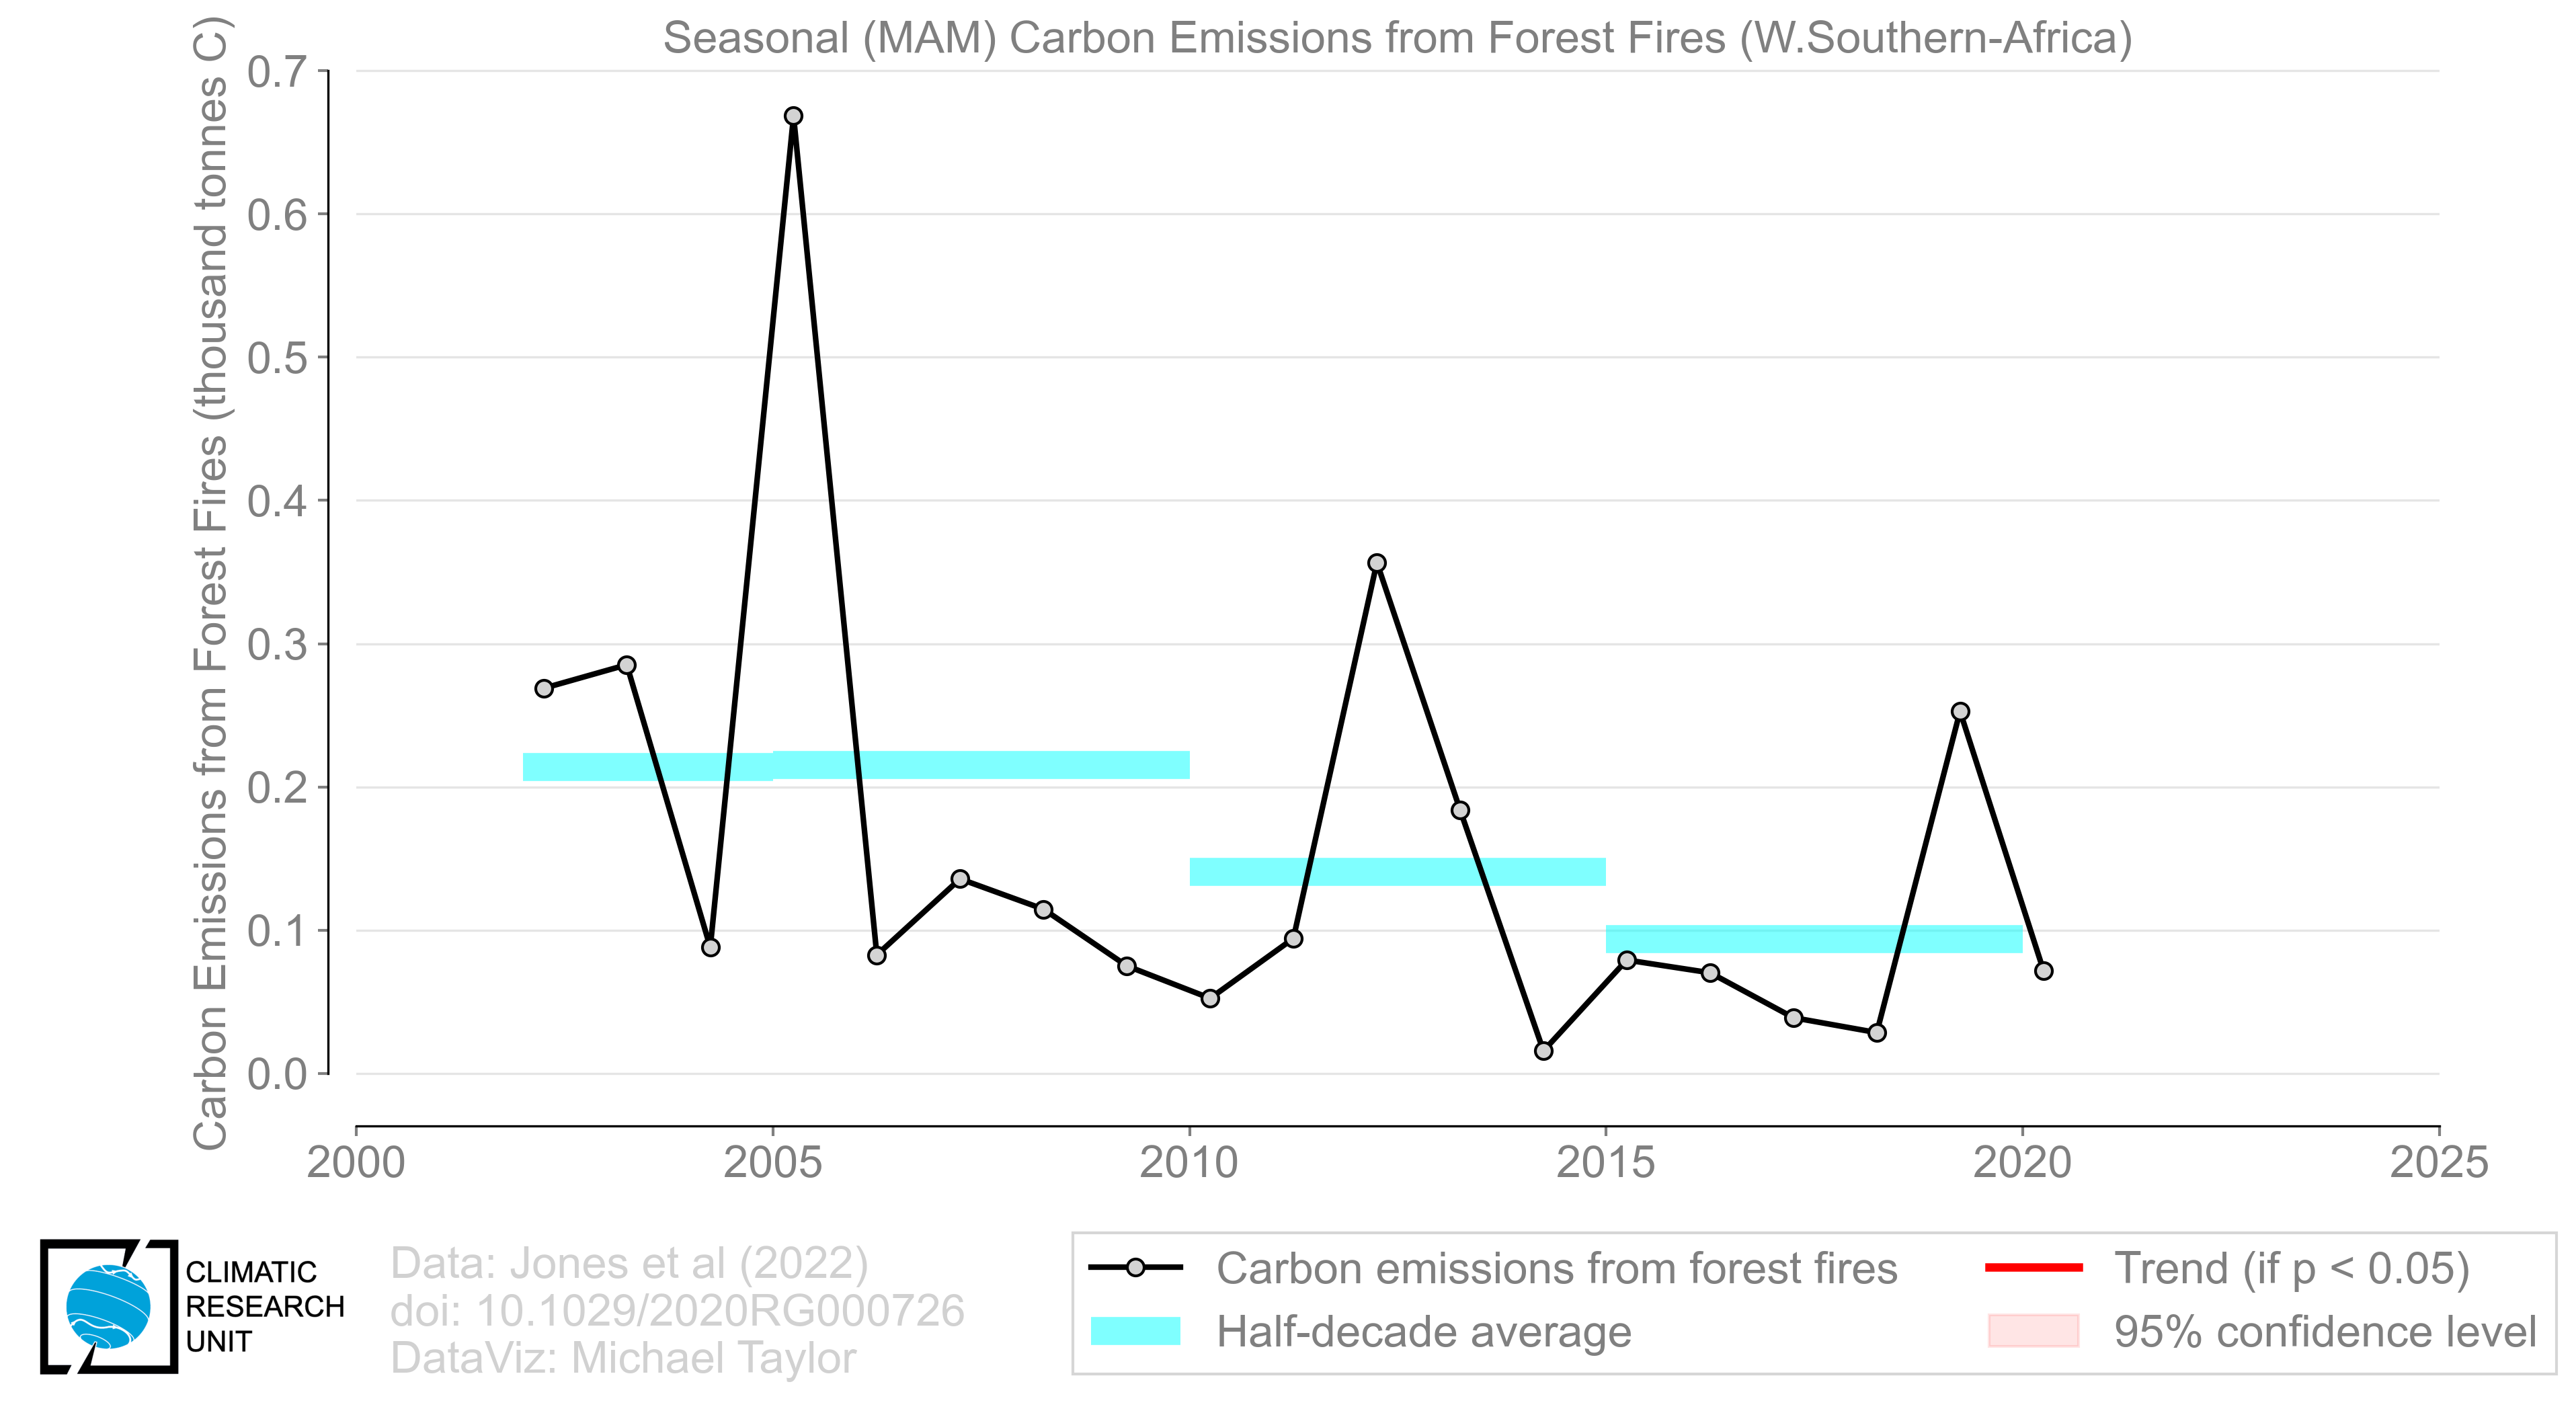 Seasonal (MAM) Carbon Emissions from Forest Fires (W.Southern-Africa)
Carbon Emissions from Forest Fires (thousand tonnes C)
0.7
0.6
0.5
0.4
0.3
0.2
0.1
0.0
2000 2005 2010 2015 2020 2025
CLIMATIC
RESEARCH
UNIT
Data: Jones et al (2022)
doi: 10.1029/2020RG000726
DataViz: Michael Taylor
Carbon emissions from forest fires
Half-decade average
Trend (if p < 0.05)
95% confidence level